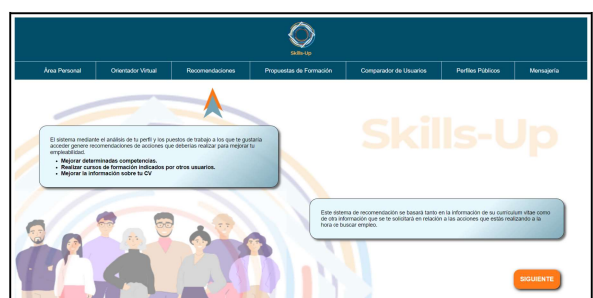 Skills-Up
Área Personal
Orientador Virtual
Recomendaciones
Propuestas de Formación
Comparador de Usuarios
Perfiles Públicos
Mensajería
Skills-Up
El sistema mediante el análisis de tu perfil y los puestos de trabajo a los que te gustaría
acceder genere recomendaciones de acciones que deberías realizar para mejorar tu
empleabilidad.
• Mejorar determinadas competencias.
• Realizar cursos de formación indicados por otros usuarios.
• Mejorar la información sobre tu CV
Este sistema de recomendación se basará tanto en la información de su curriculum vitae como
de otra información que se te solicitará en relación a las acciones que estás realizando a la
hora se buscar empleo.
SIGUIENTE